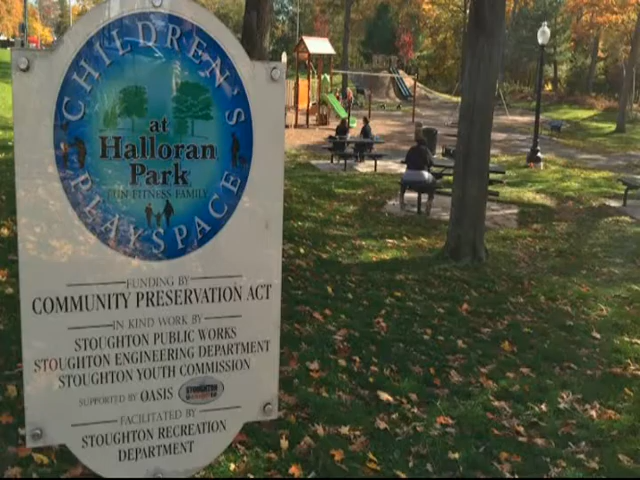 CHILDREN'S
at
Halloran
Park
FUN FITNESS FAMILY
PLAYSPACE
FUNDING BY
COMMUNITY PRESERVATION ACT
IN KIND WORK BY
STOUGHTON PUBLIC WORKS
STOUGHTON ENGINEERING DEPARTMENT
STOUGHTON YOUTH COMMISSION
SUPPORTED BY OASIS
STOUGHTON
FACILITATED BY
STOUGHTON RECREATION
DEPARTMENT